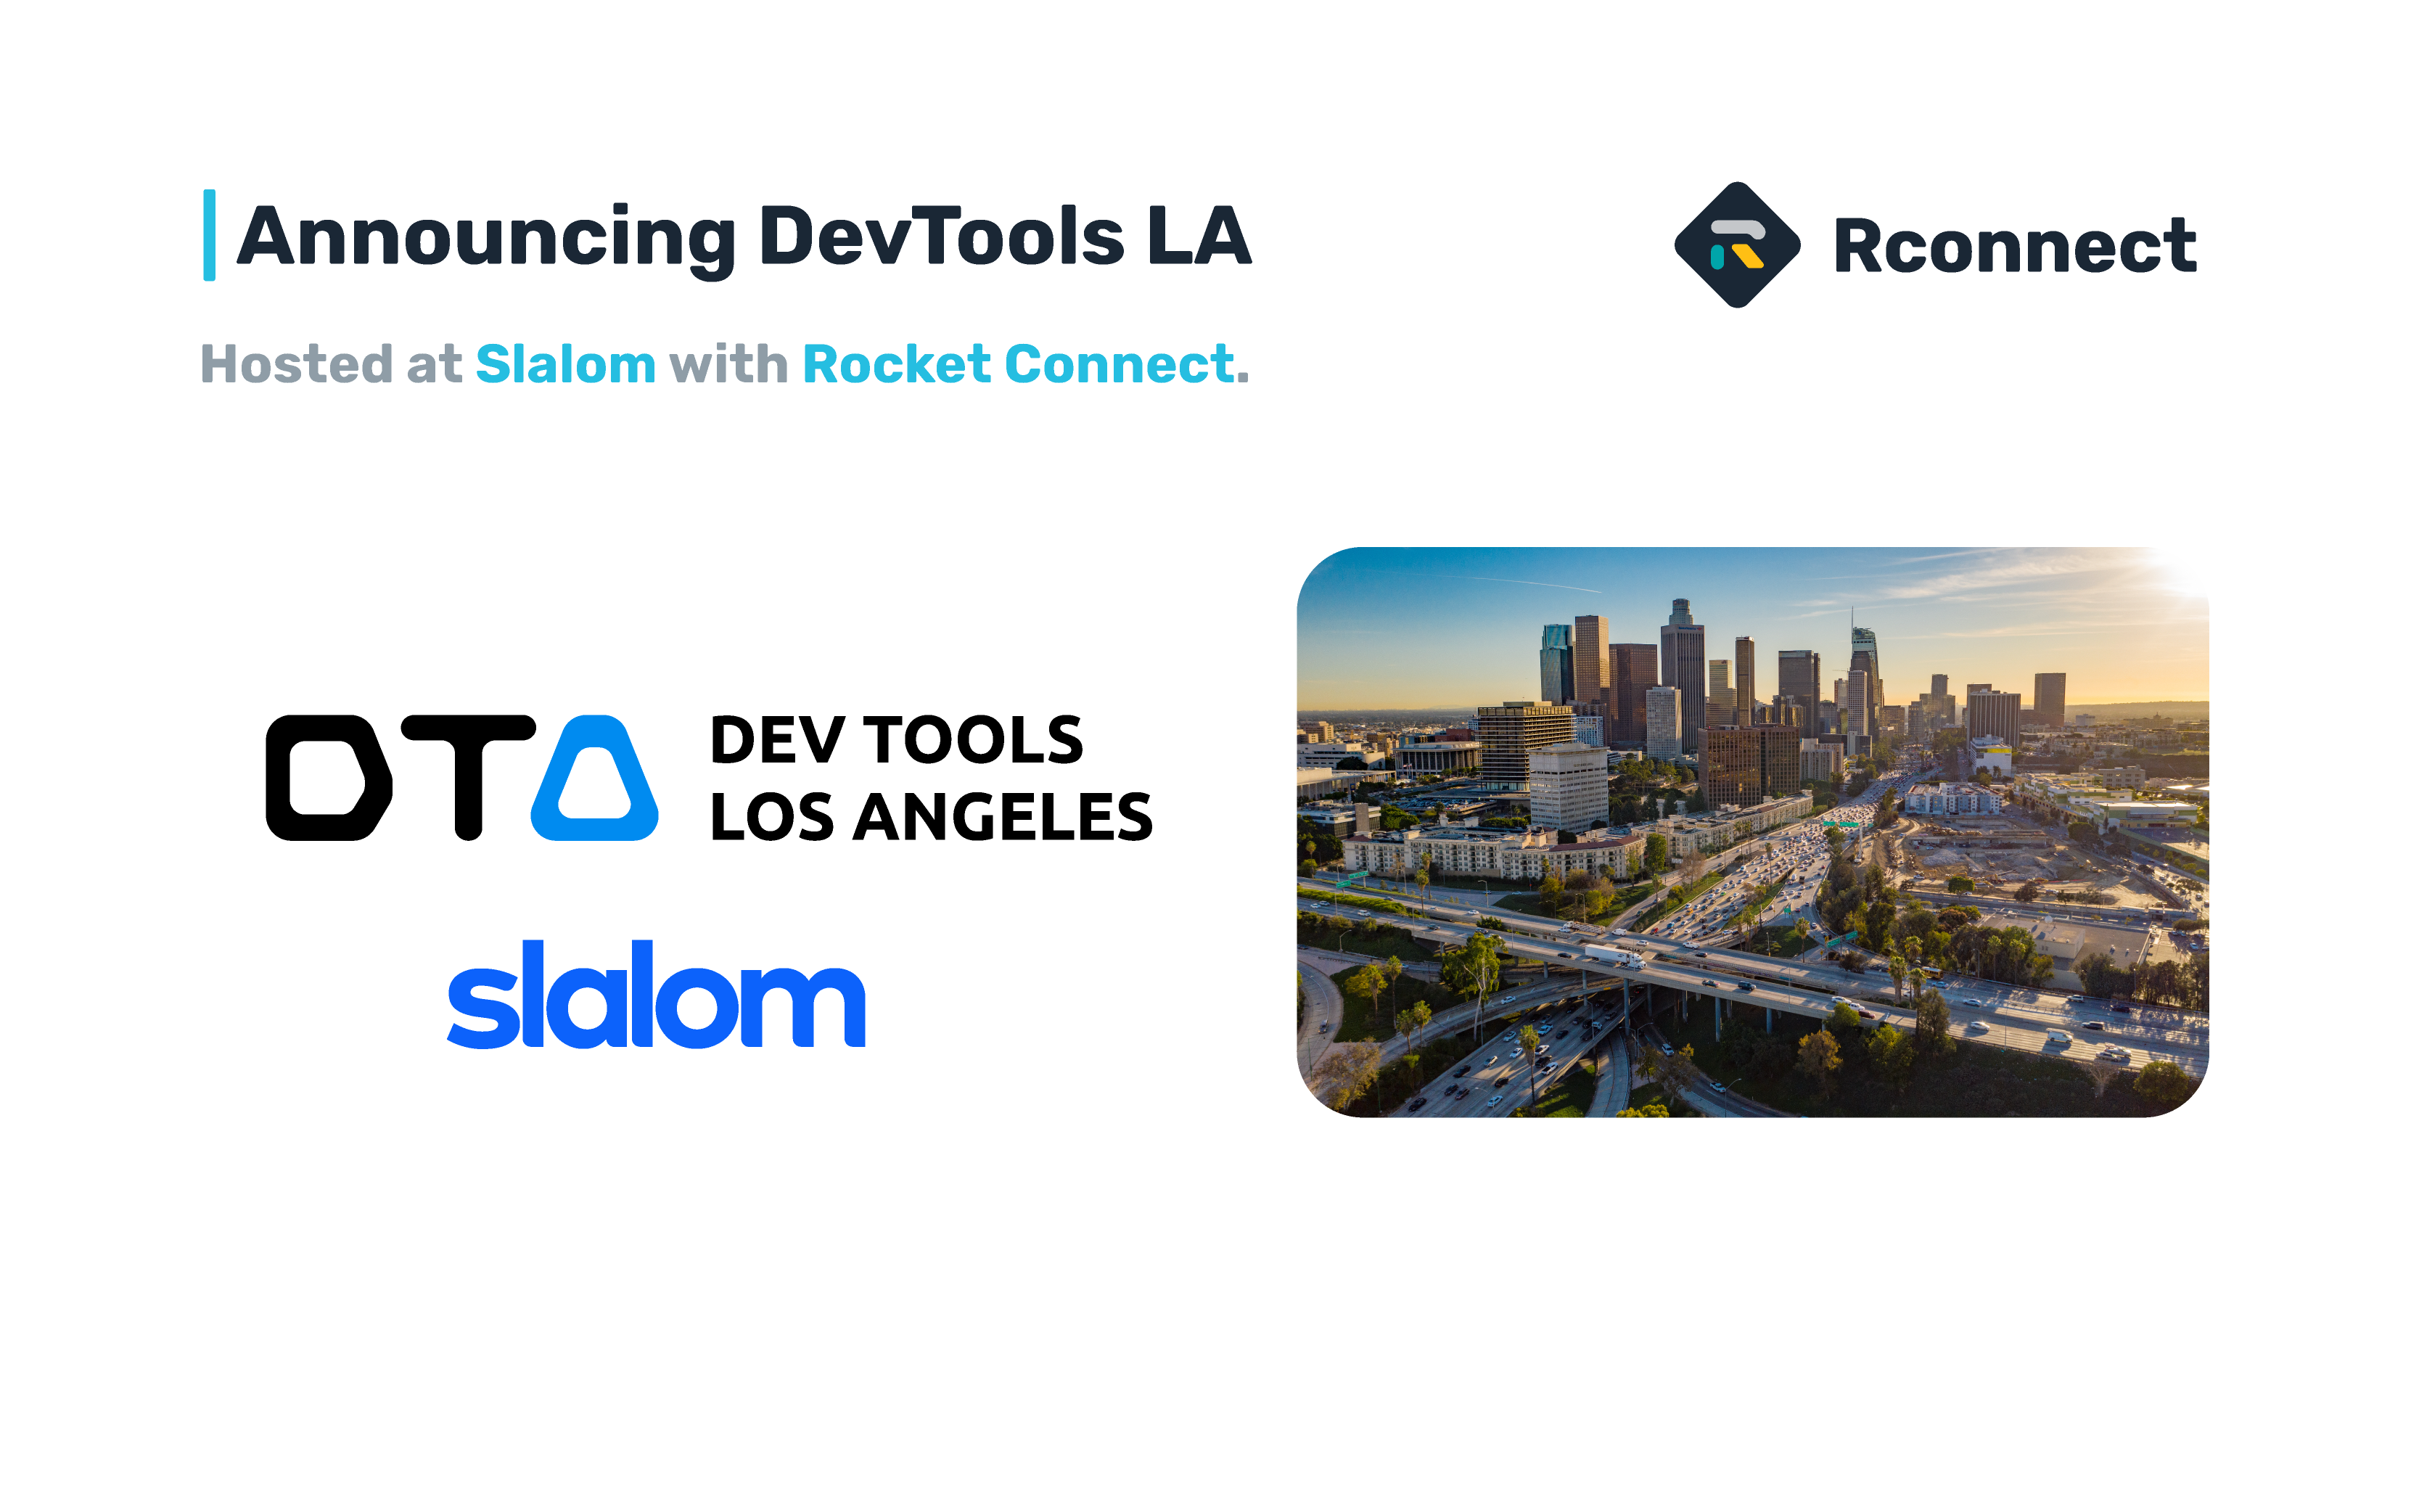 Announcing DevTools LA
Rconnect
Hosted at Slalom with Rocket Connect.
DTA
DEV TOOLS
LOS ANGELES
slalom